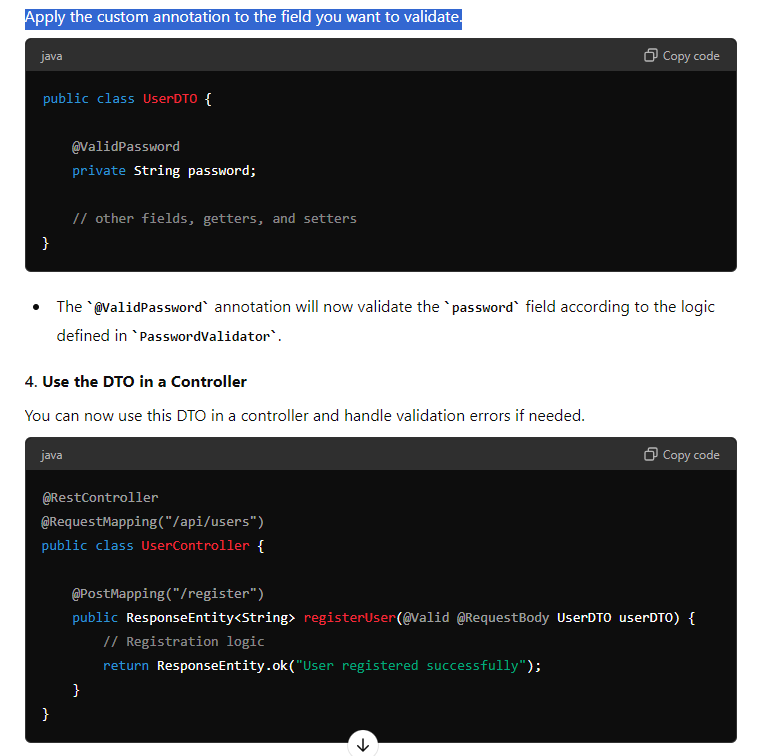 Apply the custom annotation to the field you want to validate.
java
Copy code
public class UserDTO {
@ValidPassword
private String password;
// other fields, getters, and setters
}
The `@ValidPassword` annotation will now validate the `password` field according to the logic
defined in `PasswordValidator`.
4. Use the DTO in a Controller
You can now use this DTO in a controller and handle validation errors if needed.
java
Copy code
@RestController
@RequestMapping("/api/users")
public class UserController {
@PostMapping("/register")
public ResponseEntity<String> registerUser(@Valid @RequestBody UserDTO userDTO) {
// Registration logic
return ResponseEntity.ok("User registered successfully");
}
}